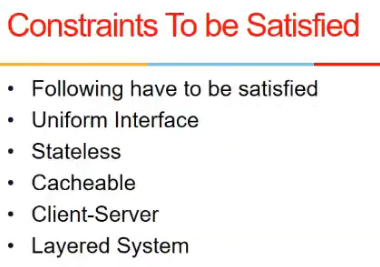 Constraints To be Satisfied
• Following have to be satisfied
• Uniform Interface
• Stateless
• Cacheable
• Client-Server
• Layered System